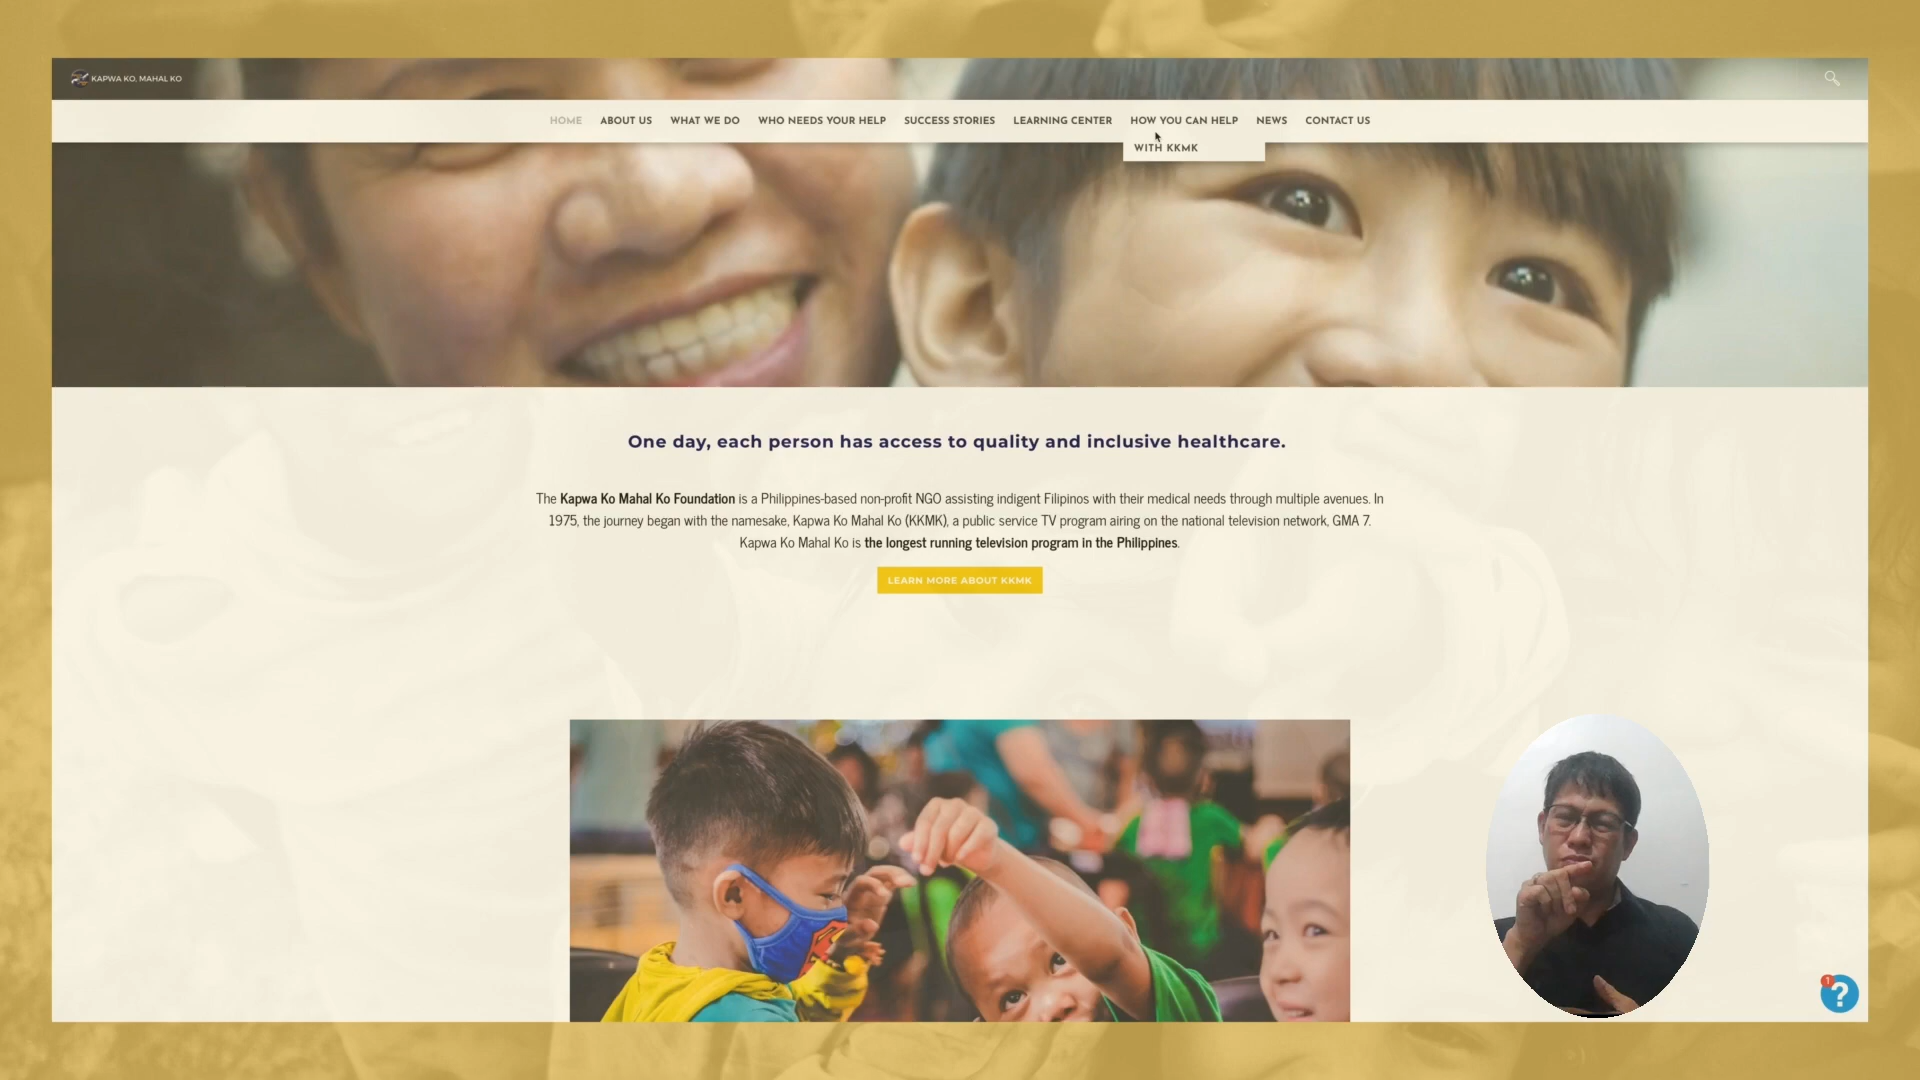 KAPWA KO, MAHAL KO
HOME ABOUT US WHAT WE DO WHO NEEDS YOUR HELP SUCCESS STORIES LEARNING CENTER HOW YOU CAN HELP NEWS CONTACT US
WITH KKMK
One day, each person has access to quality and inclusive healthcare.
The Kapwa Ko Mahal Ko Foundation is a Philippines-based non-profit NGO assisting indigent Filipinos with their medical needs through multiple avenues. In
1975, the journey began with the namesake, Kapwa Ko Mahal Ko (KKMK), a public service TV program airing on the national television network, GMA 7.
Kapwa Ko Mahal Ko is the longest running television program in the Philippines.
LEARN MORE ABOUT KKMK
1
?